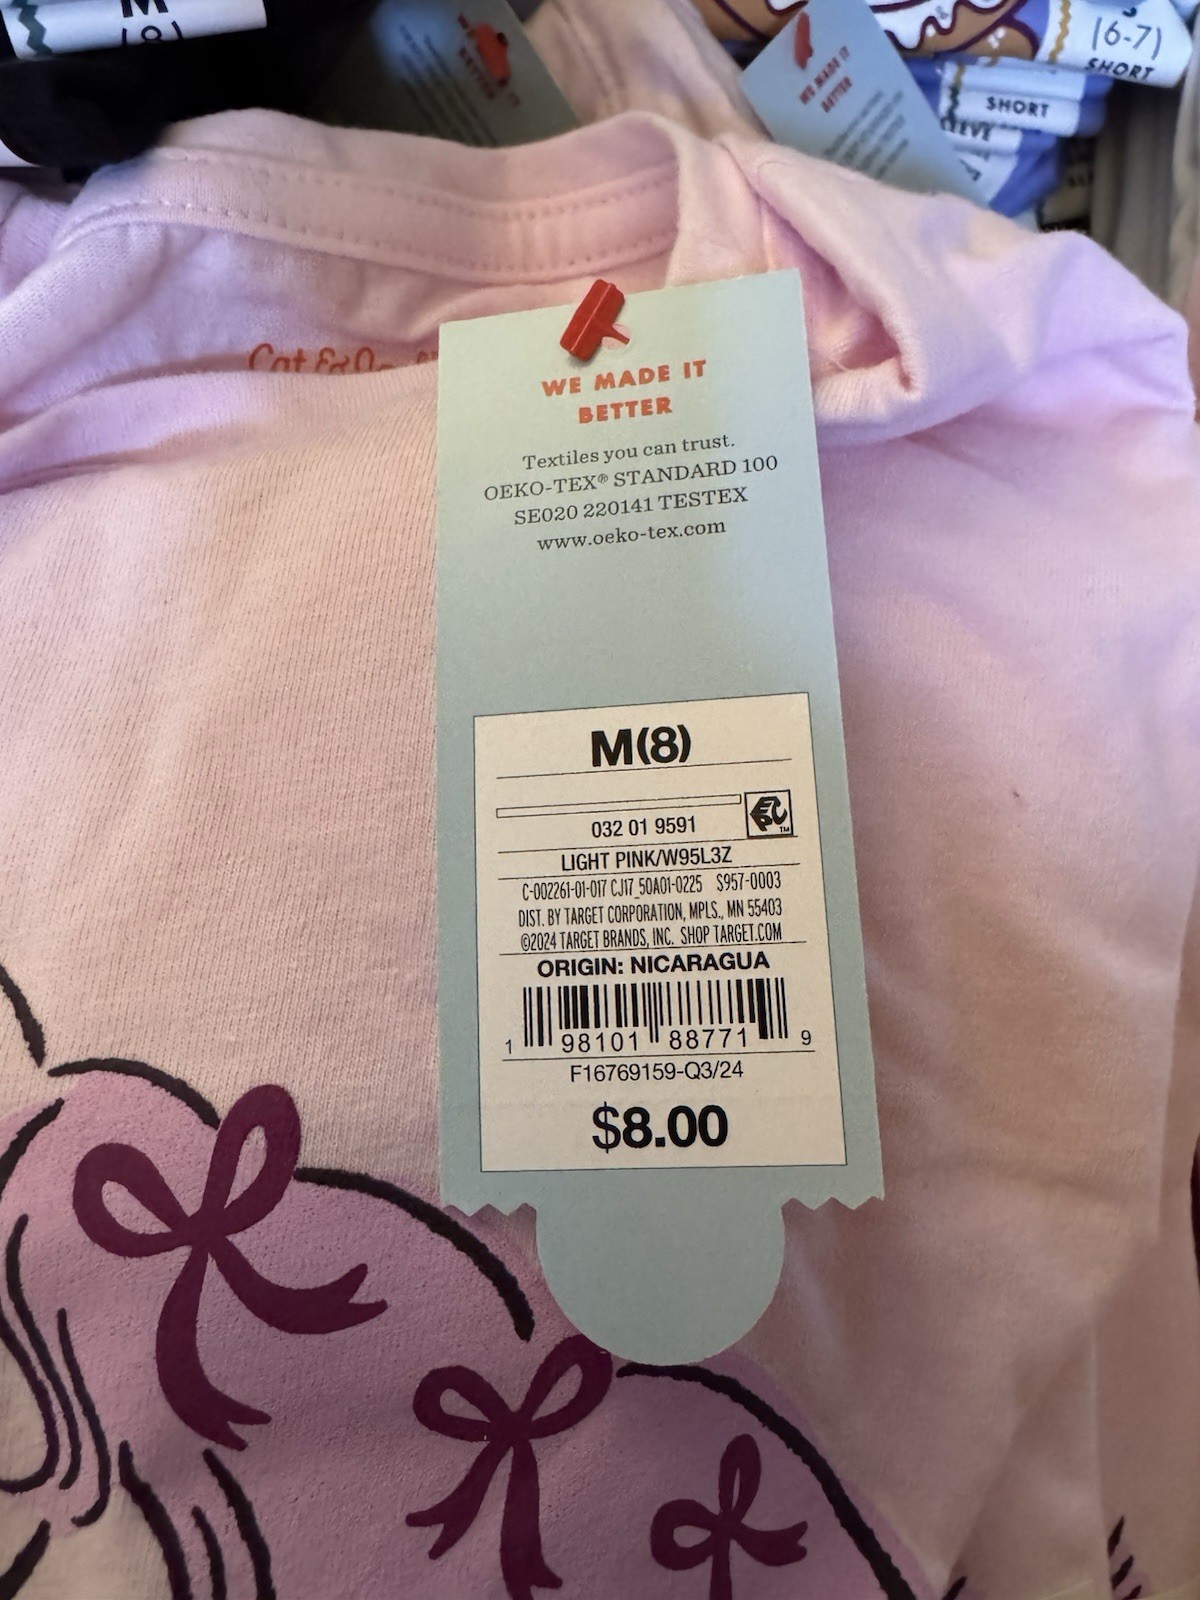 M
(8)
(6-7)
SHORT
SHORT
WE MADE IT
BETTER
WE MADE IT
BETTER
Textiles you can trust.
OEKO-TEX® STANDARD 100
SE020 220141 TESTEX
www.oeko-tex.com
M(8)
032 01 9591
LIGHT PINK/W95L3Z
C-002261-01-017 CJ17_50A01-0225 S957-0003
DIST. BY TARGET CORPORATION, MPLS., MN 55403
©2024 TARGET BRANDS, INC. SHOP TARGET.COM
ORIGIN: NICARAGUA
1 98101 88771 9
F16769159-Q3/24
$8.00
Cat &